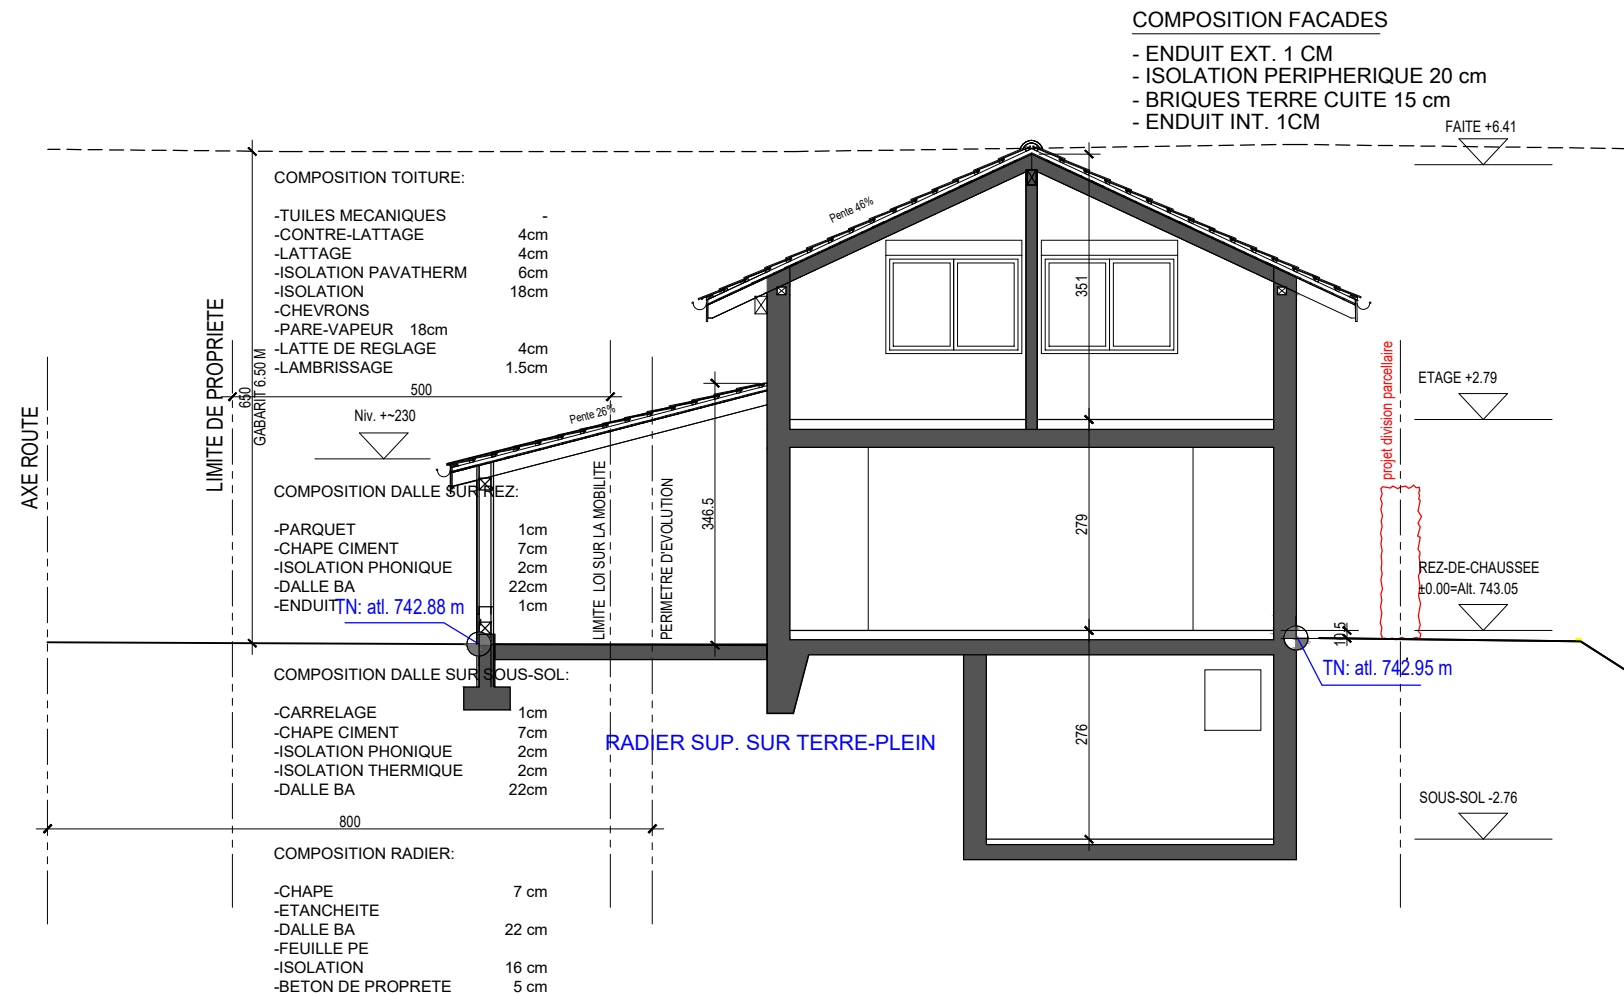 COMPOSITION FACADES
- ENDUIT EXT. 1 CM
- ISOLATION PERIPHERIQUE 20 cm
- BRIQUES TERRE CUITE 15 cm
- ENDUIT INT. 1CM
FAITE +6.41
COMPOSITION TOITURE:
-TUILES MECANIQUES -
-CONTRE-LATTAGE 4cm
-LATTAGE 4cm
-ISOLATION PAVATHERM 6cm
-ISOLATION 18cm
-CHEVRONS
-PARE-VAPEUR 18cm
-LATTE DE REGLAGE 4cm
-LAMBRISSAGE 1.5cm
Pente 46%
351
LIMITE DE PROPRIETE
650
GABARIT 6.50 M
500
AXE ROUTE
Niv. +~230
Pente 26%
ETAGE +2.79
projet division parcellaire
COMPOSITION DALLE SUR REZ:
-PARQUET 1cm
-CHAPE CIMENT 7cm
-ISOLATION PHONIQUE 2cm
-DALLE BA 22cm
-ENDUIT 1cm
TN: atl. 742.88 m
LIMITE LOI SUR LA MOBILITE
PERIMETRE D'EVOLUTION
346.5
279
REZ-DE-CHAUSSEE
±0.00=Alt. 743.05
10.5
TN: atl. 742.95 m
COMPOSITION DALLE SUR SOUS-SOL:
-CARRELAGE 1cm
-CHAPE CIMENT 7cm
-ISOLATION PHONIQUE 2cm
-ISOLATION THERMIQUE 2cm
-DALLE BA 22cm
RADIER SUP. SUR TERRE-PLEIN
276
SOUS-SOL -2.76
800
COMPOSITION RADIER:
-CHAPE 7 cm
-ETANCHEITE
-DALLE BA 22 cm
-FEUILLE PE
-ISOLATION 16 cm
-BETON DE PROPRETE 5 cm